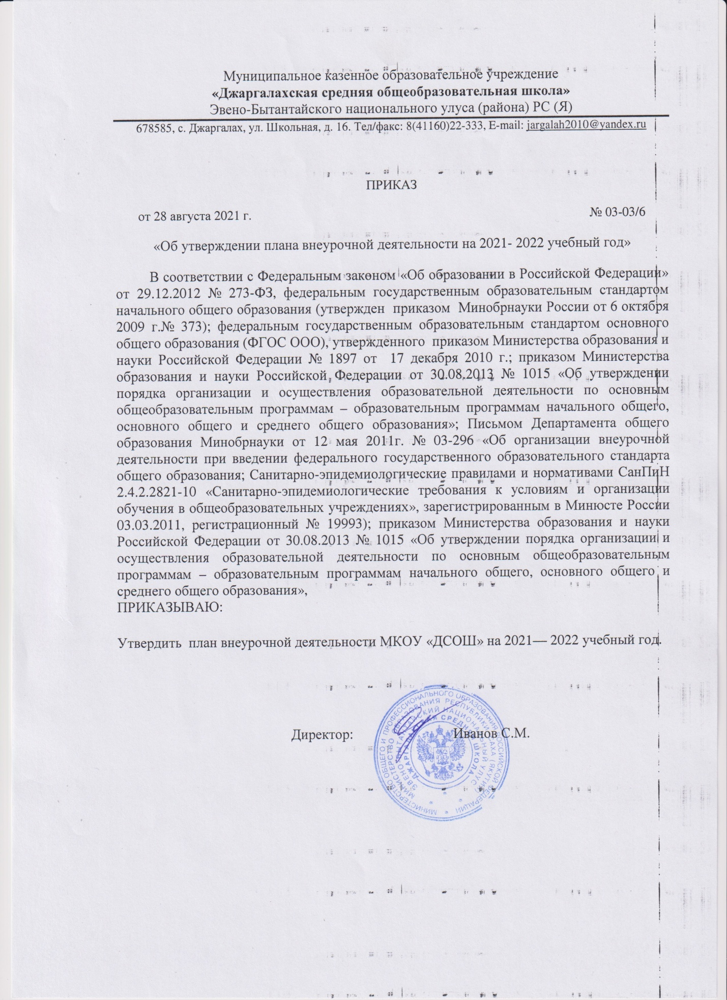 Муниципальное казенное образовательное учреждение
«Джаргалахская средняя общеобразовательная школа»
Эвено-Бытантайского национального улуса (района) РС (Я)
678585, с. Джаргалах, ул. Школьная, д. 16. Тел/факс: 8(41160)22-333, E-mail: jargalah2010@yandex.ru
ПРИКАЗ
от 28 августа 2021 г. № 03-03/6
«Об утверждении плана внеурочной деятельности на 2021- 2022 учебный год»
В соответствии с Федеральным законом «Об образовании в Российской Федерации»
от 29.12.2012 № 273-ФЗ, федеральным государственным образовательным стандартом
начального общего образования (утвержден приказом Минобрнауки России от 6 октября
2009 г.№ 373); федеральным государственным образовательным стандартом основного
общего образования (ФГОС ООО), утвержденного приказом Министерства образования и
науки Российской Федерации № 1897 от 17 декабря 2010 г.; приказом Министерства
образования и науки Российской Федерации от 30.08.2013 № 1015 «Об утверждении
порядка организации и осуществления образовательной деятельности по основным
общеобразовательным программам – образовательным программам начального общего,
основного общего и среднего общего образования»; Письмом Департамента общего
образования Минобрнауки от 12 мая 2011г. № 03-296 «Об организации внеурочной
деятельности при введении федерального государственного образовательного стандарта
общего образования; Санитарно-эпидемиологические правилами и нормативами СанПиН
2.4.2.2821-10 «Санитарно-эпидемиологические требования к условиям и организации
обучения в общеобразовательных учреждениях», зарегистрированным в Минюсте России
03.03.2011, регистрационный № 19993); приказом Министерства образования и науки
Российской Федерации от 30.08.2013 № 1015 «Об утверждении порядка организации и
осуществления образовательной деятельности по основным общеобразовательным
программам – образовательным программам начального общего, основного общего и
среднего общего образования»,
ПРИКАЗЫВАЮ:
Утвердить план внеурочной деятельности МКОУ «ДСОШ» на 2021— 2022 учебный год.
Директор: Иванов С.М.
МИНИСТЕРСТВО ОБЩЕГО И ПРОФЕССИОНАЛЬНОГО ОБРАЗОВАНИЯ РОССИЙСКОЙ ФЕДЕРАЦИИ
МИНИСТЕРСТВО ОБРАЗОВАНИЯ РЕСПУБЛИКИ САХА (ЯКУТИЯ)
ЭВЕНО-БЫТАНТАЙСКИЙ НАЦИОНАЛЬНЫЙ УЛУС
ДЖАРГАЛАХСКАЯ СРЕДНЯЯ ШКОЛА